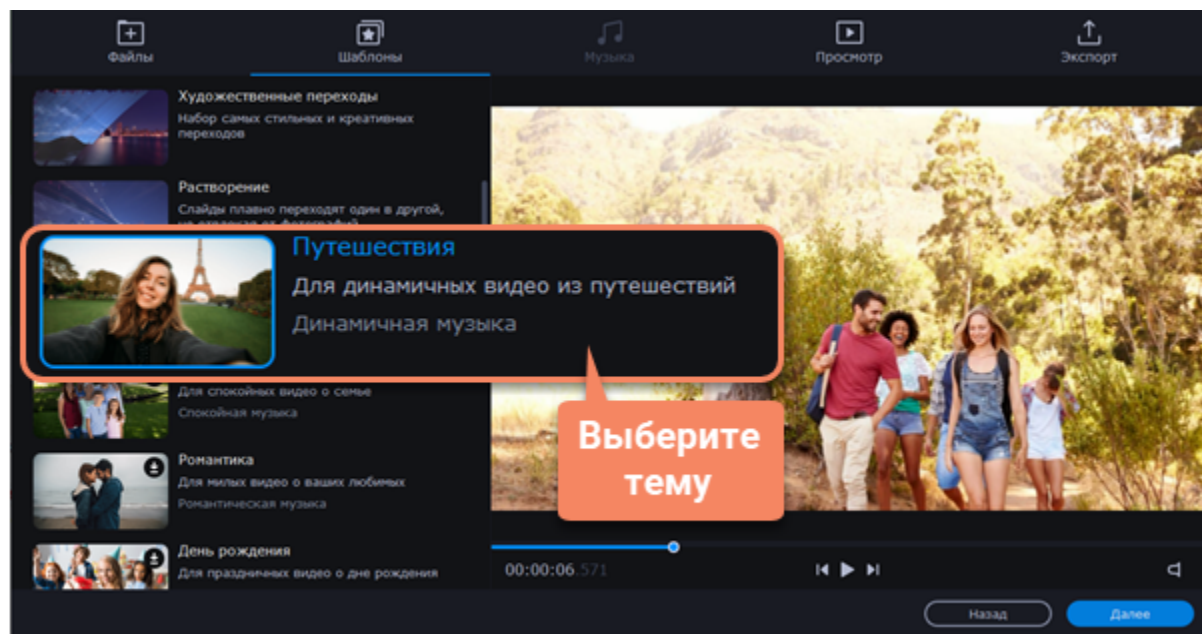 Файлы
Шаблоны
Музыка
Просмотр
Экспорт
Художественные переходы
Набор самых стильных и креативных
переходов
Растворение
Слайды плавно переходят один в другой,
Путешествия
Для динамичных видео из путешествий
Динамичная музыка
Для спокойных видео о семье
Спокойная музыка
Выберите
тему
Романтика
Для милых видео о ваших любимых
Романтическая музыка
День рождения
Для праздничных видео о дне рождения
00:00:06.571
Назад
Далее